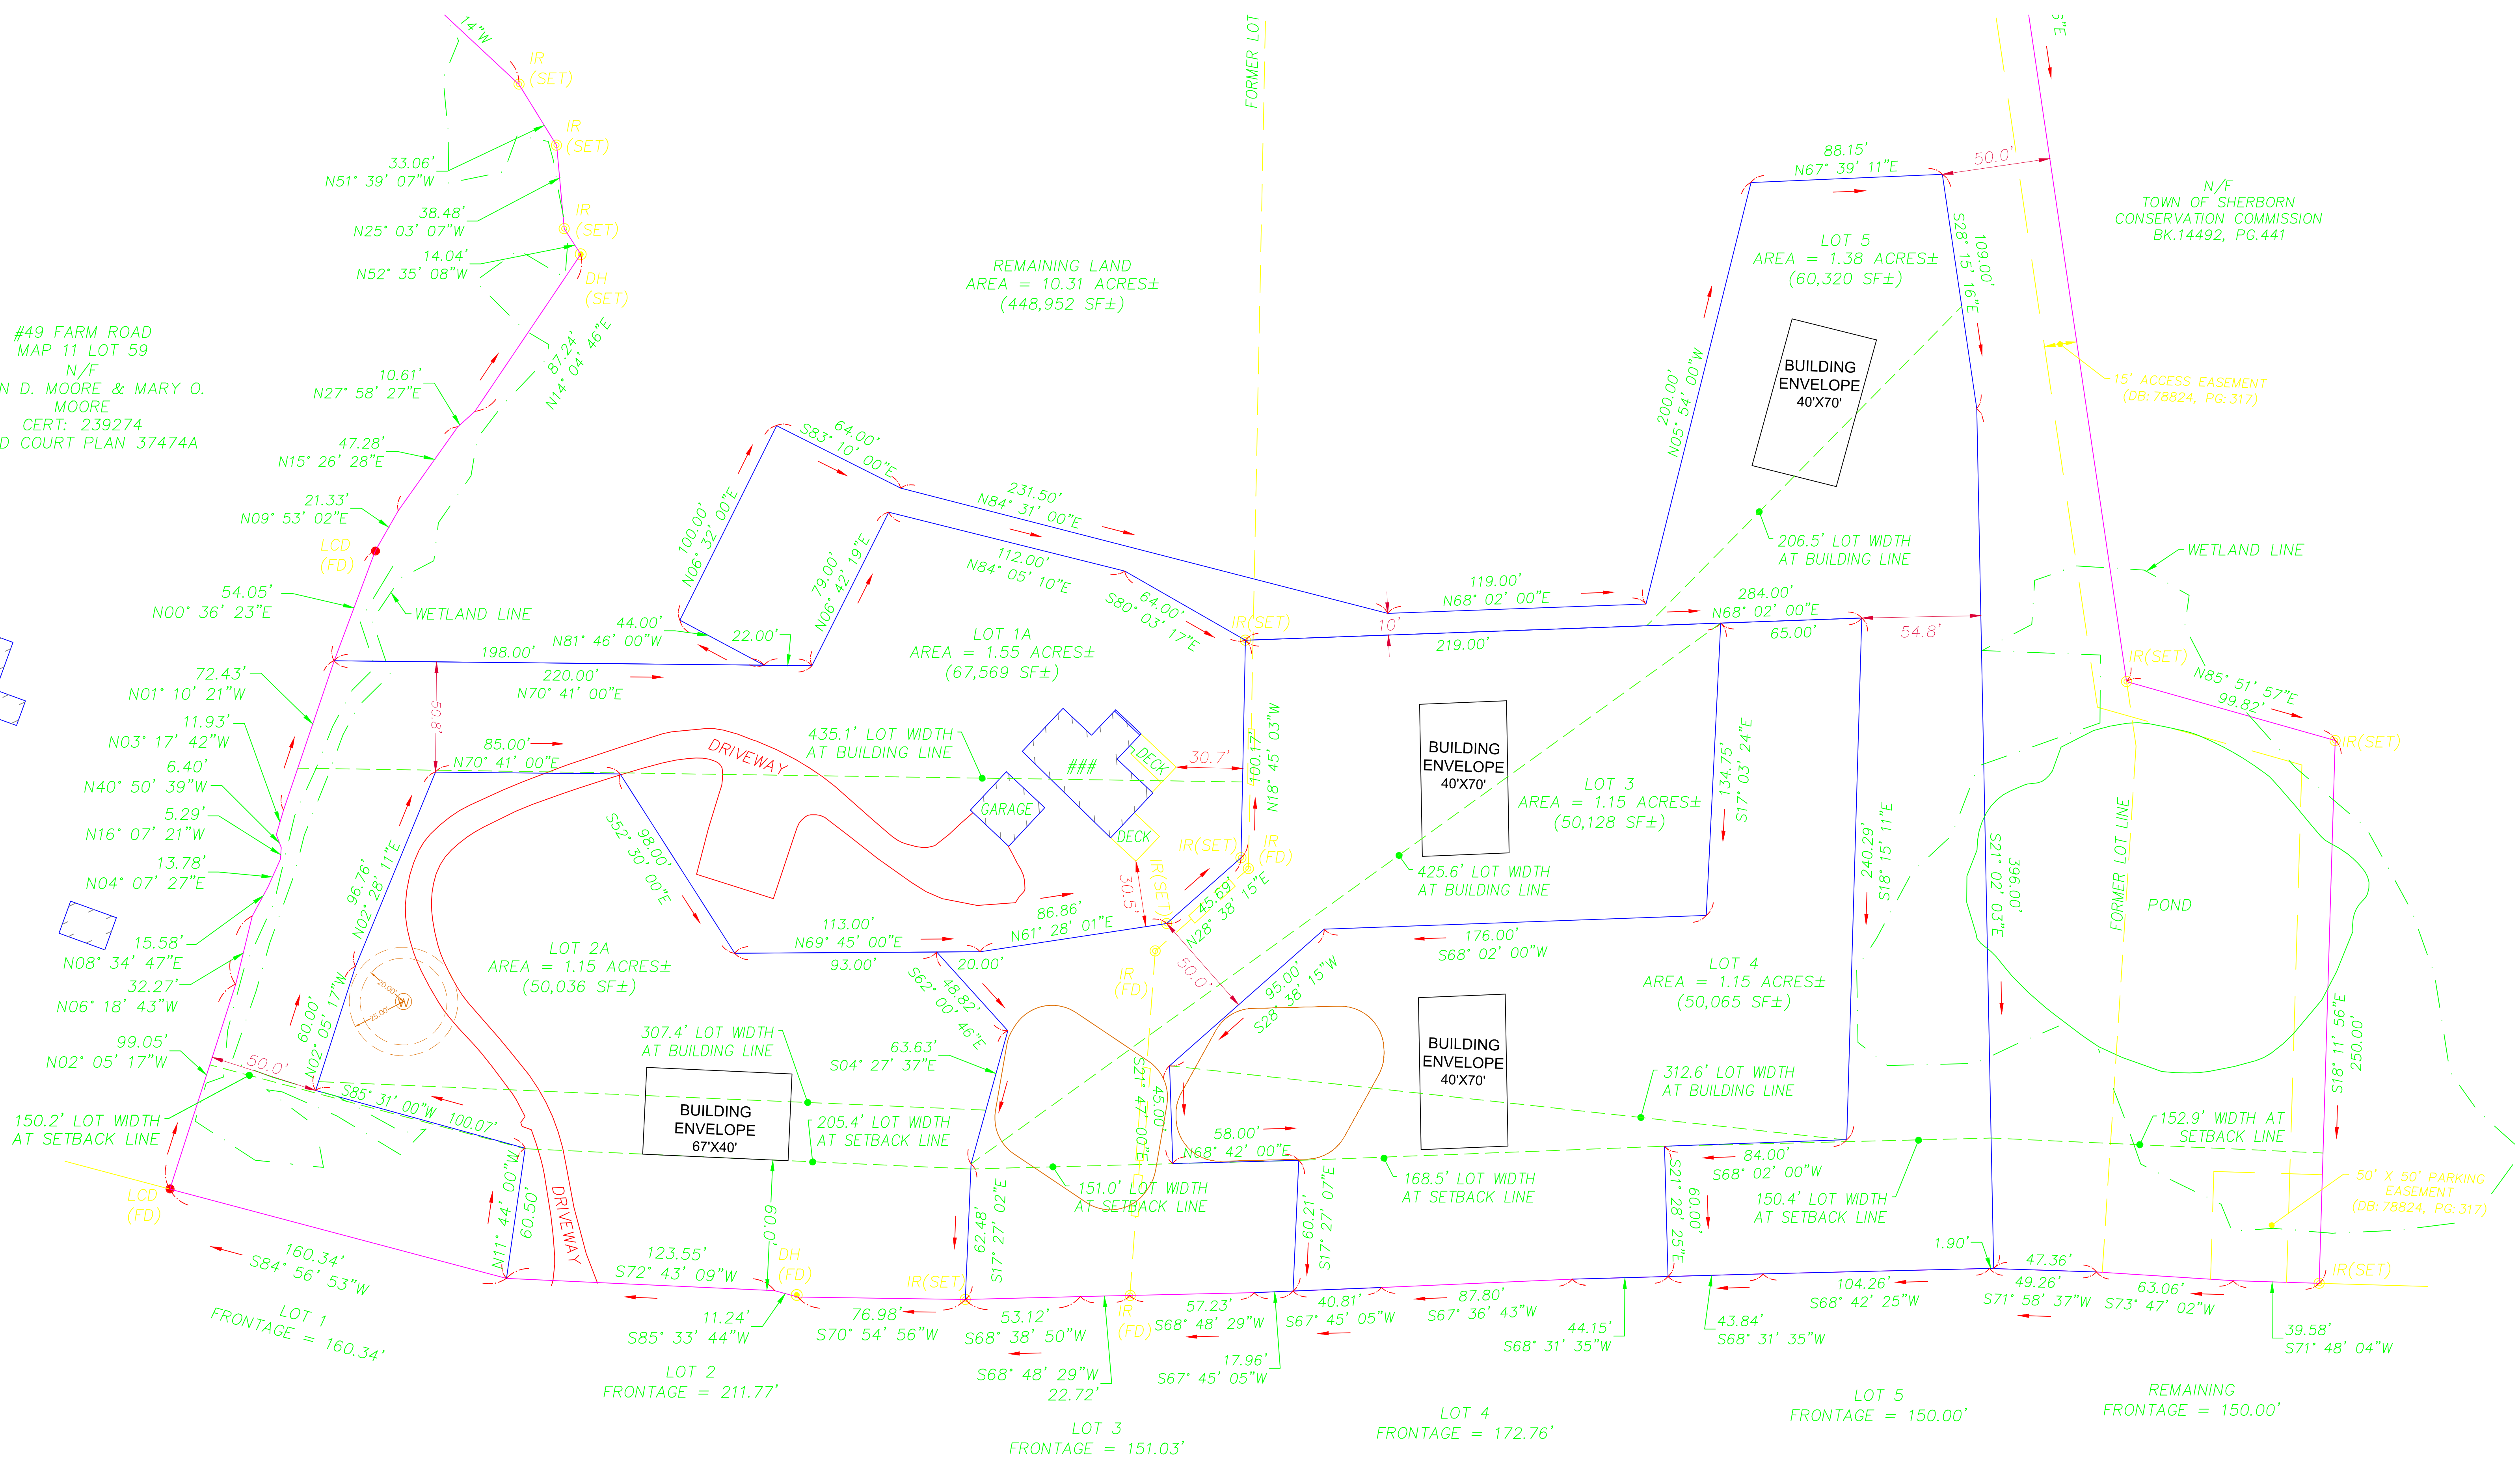 14"W
IR
(SET)
IR
(SET)
33.06'
N51° 39' 07"W
38.48'
N25° 03' 07"W
IR
(SET)
14.04'
N52° 35' 08"W
DH
(SET)
87.24'
N14° 04' 46"E
#49 FARM ROAD
MAP 11 LOT 59
N/F
N D. MOORE & MARY O.
MOORE
CERT: 239274
D COURT PLAN 37474A
10.61'
N27° 58' 27"E
47.28'
N15° 26' 28"E
21.33'
N09° 53' 02"E
LCD
(FD)
54.05'
N00° 36' 23"E
WETLAND LINE
72.43'
N01° 10' 21"W
11.93'
N03° 17' 42"W
6.40'
N40° 50' 39"W
5.29'
N16° 07' 21"W
13.78'
N04° 07' 27"E
15.58'
N08° 34' 47"E
32.27'
N06° 18' 43"W
99.05'
N02° 05' 17"W
150.2' LOT WIDTH
AT SETBACK LINE
LCD
(FD)
FORMER LOT
REMAINING LAND
AREA = 10.31 ACRES±
(448,952 SF±)
64.00'
S83° 10' 00"E
100.00'
N06° 32' 00"E
231.50'
N84° 31' 00"E
79.00'
N06° 42' 19"E
112.00'
N84° 05' 10"E
64.00'
S80° 03' 17"E
44.00'
N81° 46' 00"W
22.00'
198.00'
220.00'
N70° 41' 00"E
LOT 1A
AREA = 1.55 ACRES±
(67,569 SF±)
50.8'
85.00'
N70° 41' 00"E
DRIVEWAY
435.1' LOT WIDTH
AT BUILDING LINE
GARAGE
###
DECK
DECK
30.7'
30.5'
100.17'
N18° 45' 03"W
IR(SET)
IR(SET)
IR
(FD)
IR(SET)
45.69'
N28° 38' 15"E
IR
(FD)
96.76'
N02° 28' 11"E
98.00'
S52° 30' 00"E
113.00'
N69° 45' 00"E
93.00'
20.00'
86.86'
N61° 28' 01"E
LOT 2A
AREA = 1.15 ACRES±
(50,036 SF±)
20.00'
W
25.00'
60.00'
N02° 05' 17"W
50.0'
S85° 31' 00"W
100.07'
N11° 44' 00"W
60.50'
DRIVEWAY
307.4' LOT WIDTH
AT BUILDING LINE
BUILDING
ENVELOPE
67'X40'
205.4' LOT WIDTH
AT SETBACK LINE
60.0'
48.82'
S62° 00' 46"E
63.63'
S04° 27' 37"E
62.48'
S17° 27' 02"E
151.0' LOT WIDTH
AT SETBACK LINE
S21° 47' 00"E
45.00'
50.0'
95.00'
S28° 38' 15"W
176.00'
S68° 02' 00"W
58.00'
N68° 42' 00"E
60.21'
S17° 27' 07"E
168.5' LOT WIDTH
AT SETBACK LINE
BUILDING
ENVELOPE
40'X70'
BUILDING
ENVELOPE
40'X70'
425.6' LOT WIDTH
AT BUILDING LINE
LOT 3
AREA = 1.15 ACRES±
(50,128 SF±)
134.75'
S17° 03' 24"E
LOT 4
AREA = 1.15 ACRES±
(50,065 SF±)
312.6' LOT WIDTH
AT BUILDING LINE
240.29'
S18° 15' 11"E
84.00'
S68° 02' 00"W
S21° 28' 25"E
60.00'
150.4' LOT WIDTH
AT SETBACK LINE
10'
119.00'
N68° 02' 00"E
219.00'
284.00'
N68° 02' 00"E
65.00'
54.8'
200.00'
N05° 54' 00"W
88.15'
N67° 39' 11"E
50.0'
LOT 5
AREA = 1.38 ACRES±
(60,320 SF±)
S28° 15' 16"E
109.00'
BUILDING
ENVELOPE
40'X70'
206.5' LOT WIDTH
AT BUILDING LINE
S21° 02' 03"E
396.00'
N/F
TOWN OF SHERBORN
CONSERVATION COMMISSION
BK.14492, PG.441
15' ACCESS EASEMENT
(DB: 78824, PG: 317)
WETLAND LINE
IR(SET)
N85° 51' 57"E
99.82'
IR(SET)
FORMER LOT LINE
POND
S18° 11' 56"E
250.00'
152.9' WIDTH AT
SETBACK LINE
50' X 50' PARKING
EASEMENT
(DB: 78824, PG: 317)
IR(SET)
160.34'
S84° 56' 53"W
LOT 1
FRONTAGE = 160.34'
123.55'
S72° 43' 09"W
DH
(FD)
11.24'
S85° 33' 44"W
IR(SET)
76.98'
S70° 54' 56"W
LOT 2
FRONTAGE = 211.77'
53.12'
S68° 38' 50"W
IR
(FD)
S68° 48' 29"W
22.72'
57.23'
S68° 48' 29"W
17.96'
S67° 45' 05"W
LOT 3
FRONTAGE = 151.03'
40.81'
S67° 45' 05"W
87.80'
S67° 36' 43"W
44.15'
S68° 31' 35"W
LOT 4
FRONTAGE = 172.76'
43.84'
S68° 31' 35"W
104.26'
S68° 42' 25"W
1.90'
LOT 5
FRONTAGE = 150.00'
47.36'
49.26'
S71° 58' 37"W
63.06'
S73° 47' 02"W
39.58'
S71° 48' 04"W
REMAINING
FRONTAGE = 150.00'